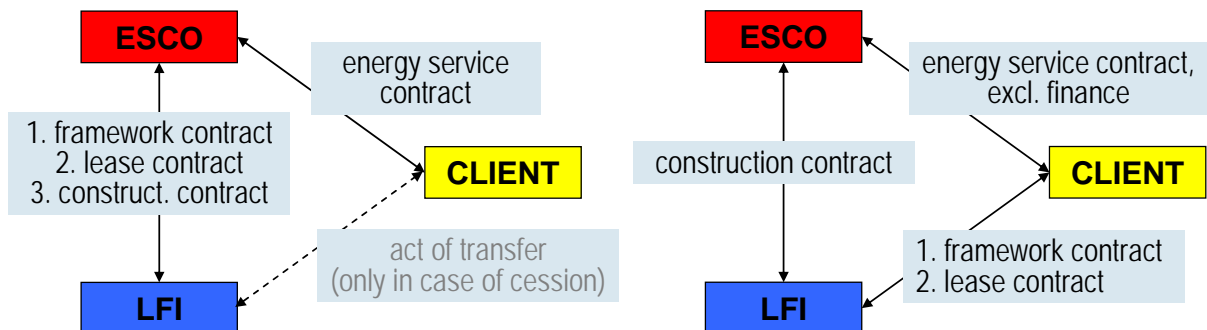 ESCO
energy service
contract
1. framework contract
2. lease contract
3. construct. contract
CLIENT
act of transfer
(only in case of cession)
LFI
ESCO
energy service contract,
excl. finance
construction contract
CLIENT
1. framework contract
2. lease contract
LFI